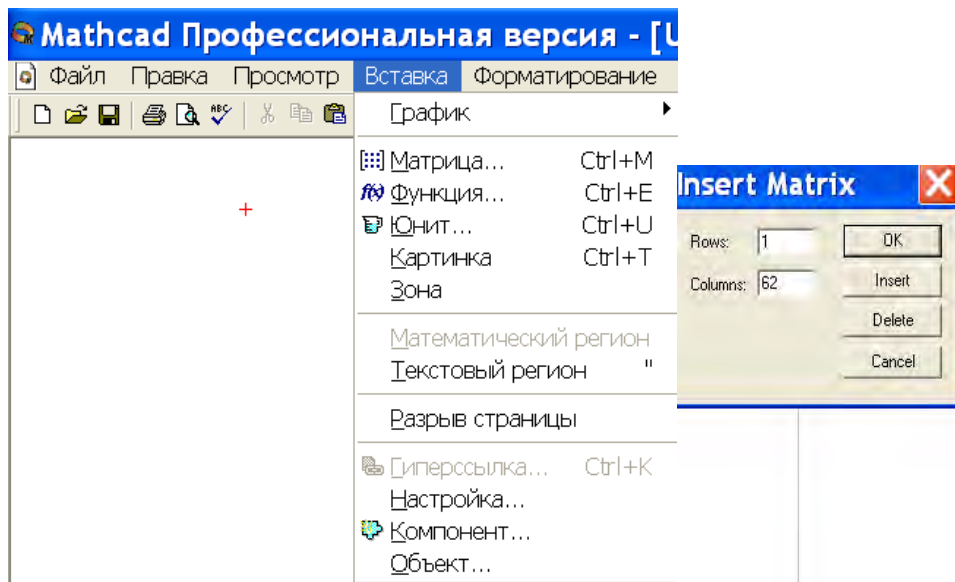 Mathcad Профессиональная версия - [U
Файл Правка Просмотр Вставка Форматирование
ABC
График
Матрица... Ctrl+M
f(x) Функция... Ctrl+E
Юнит... Ctrl+U
Картинка Ctrl+T
Зона
Математический регион
Текстовый регион "
Разрыв страницы
Гиперссылка... Ctrl+K
Настройка...
Компонент...
Объект...
Insert Matrix
Rows: 1 OK
Columns: 62 Insert
Delete
Cancel